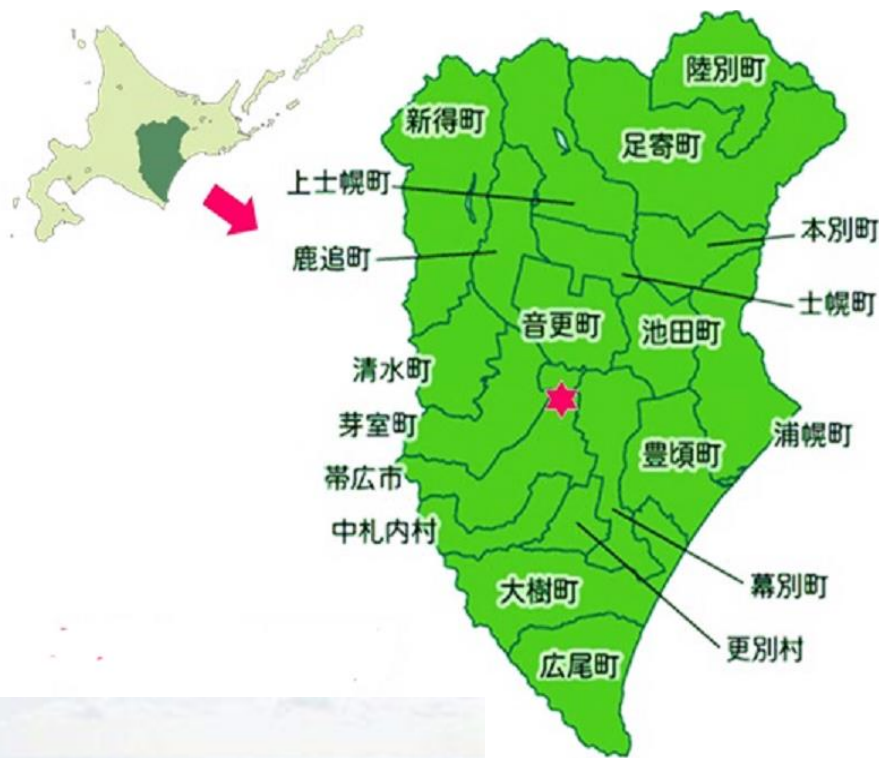 陸別町
新得町
足寄町
上士幌町
本別町
鹿追町
士幌町
音更町
池田町
清水町
芽室町
浦幌町
豊頃町
帯広市
中札内村
幕別町
大樹町
更別村
広尾町